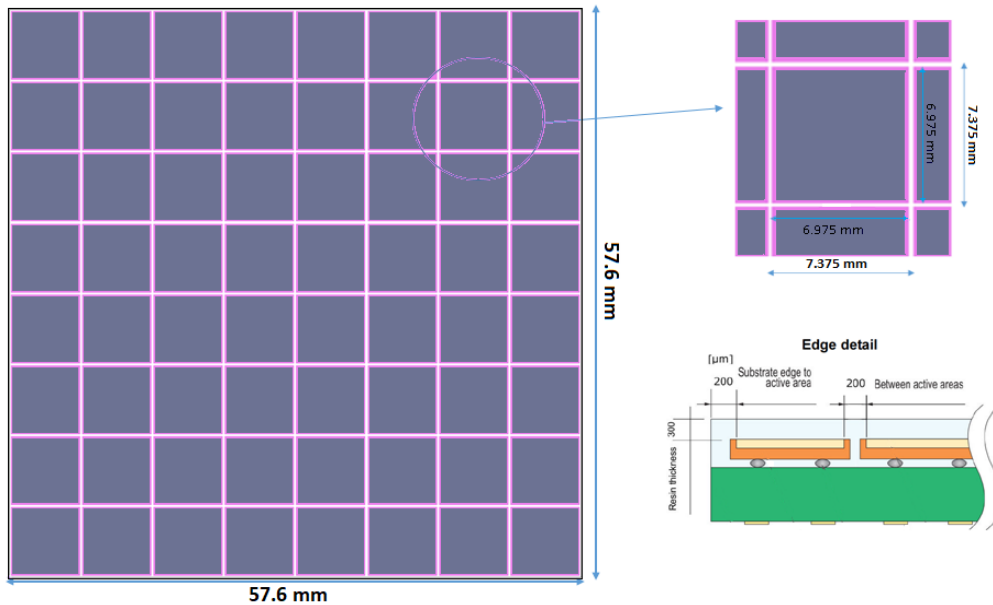 6.975 mm
7.375 mm
6.975 mm
7.375 mm
57.6 mm
57.6 mm
Edge detail
[µm]
200
Substrate edge to
active area
200
Between active areas
300
Resin thickness